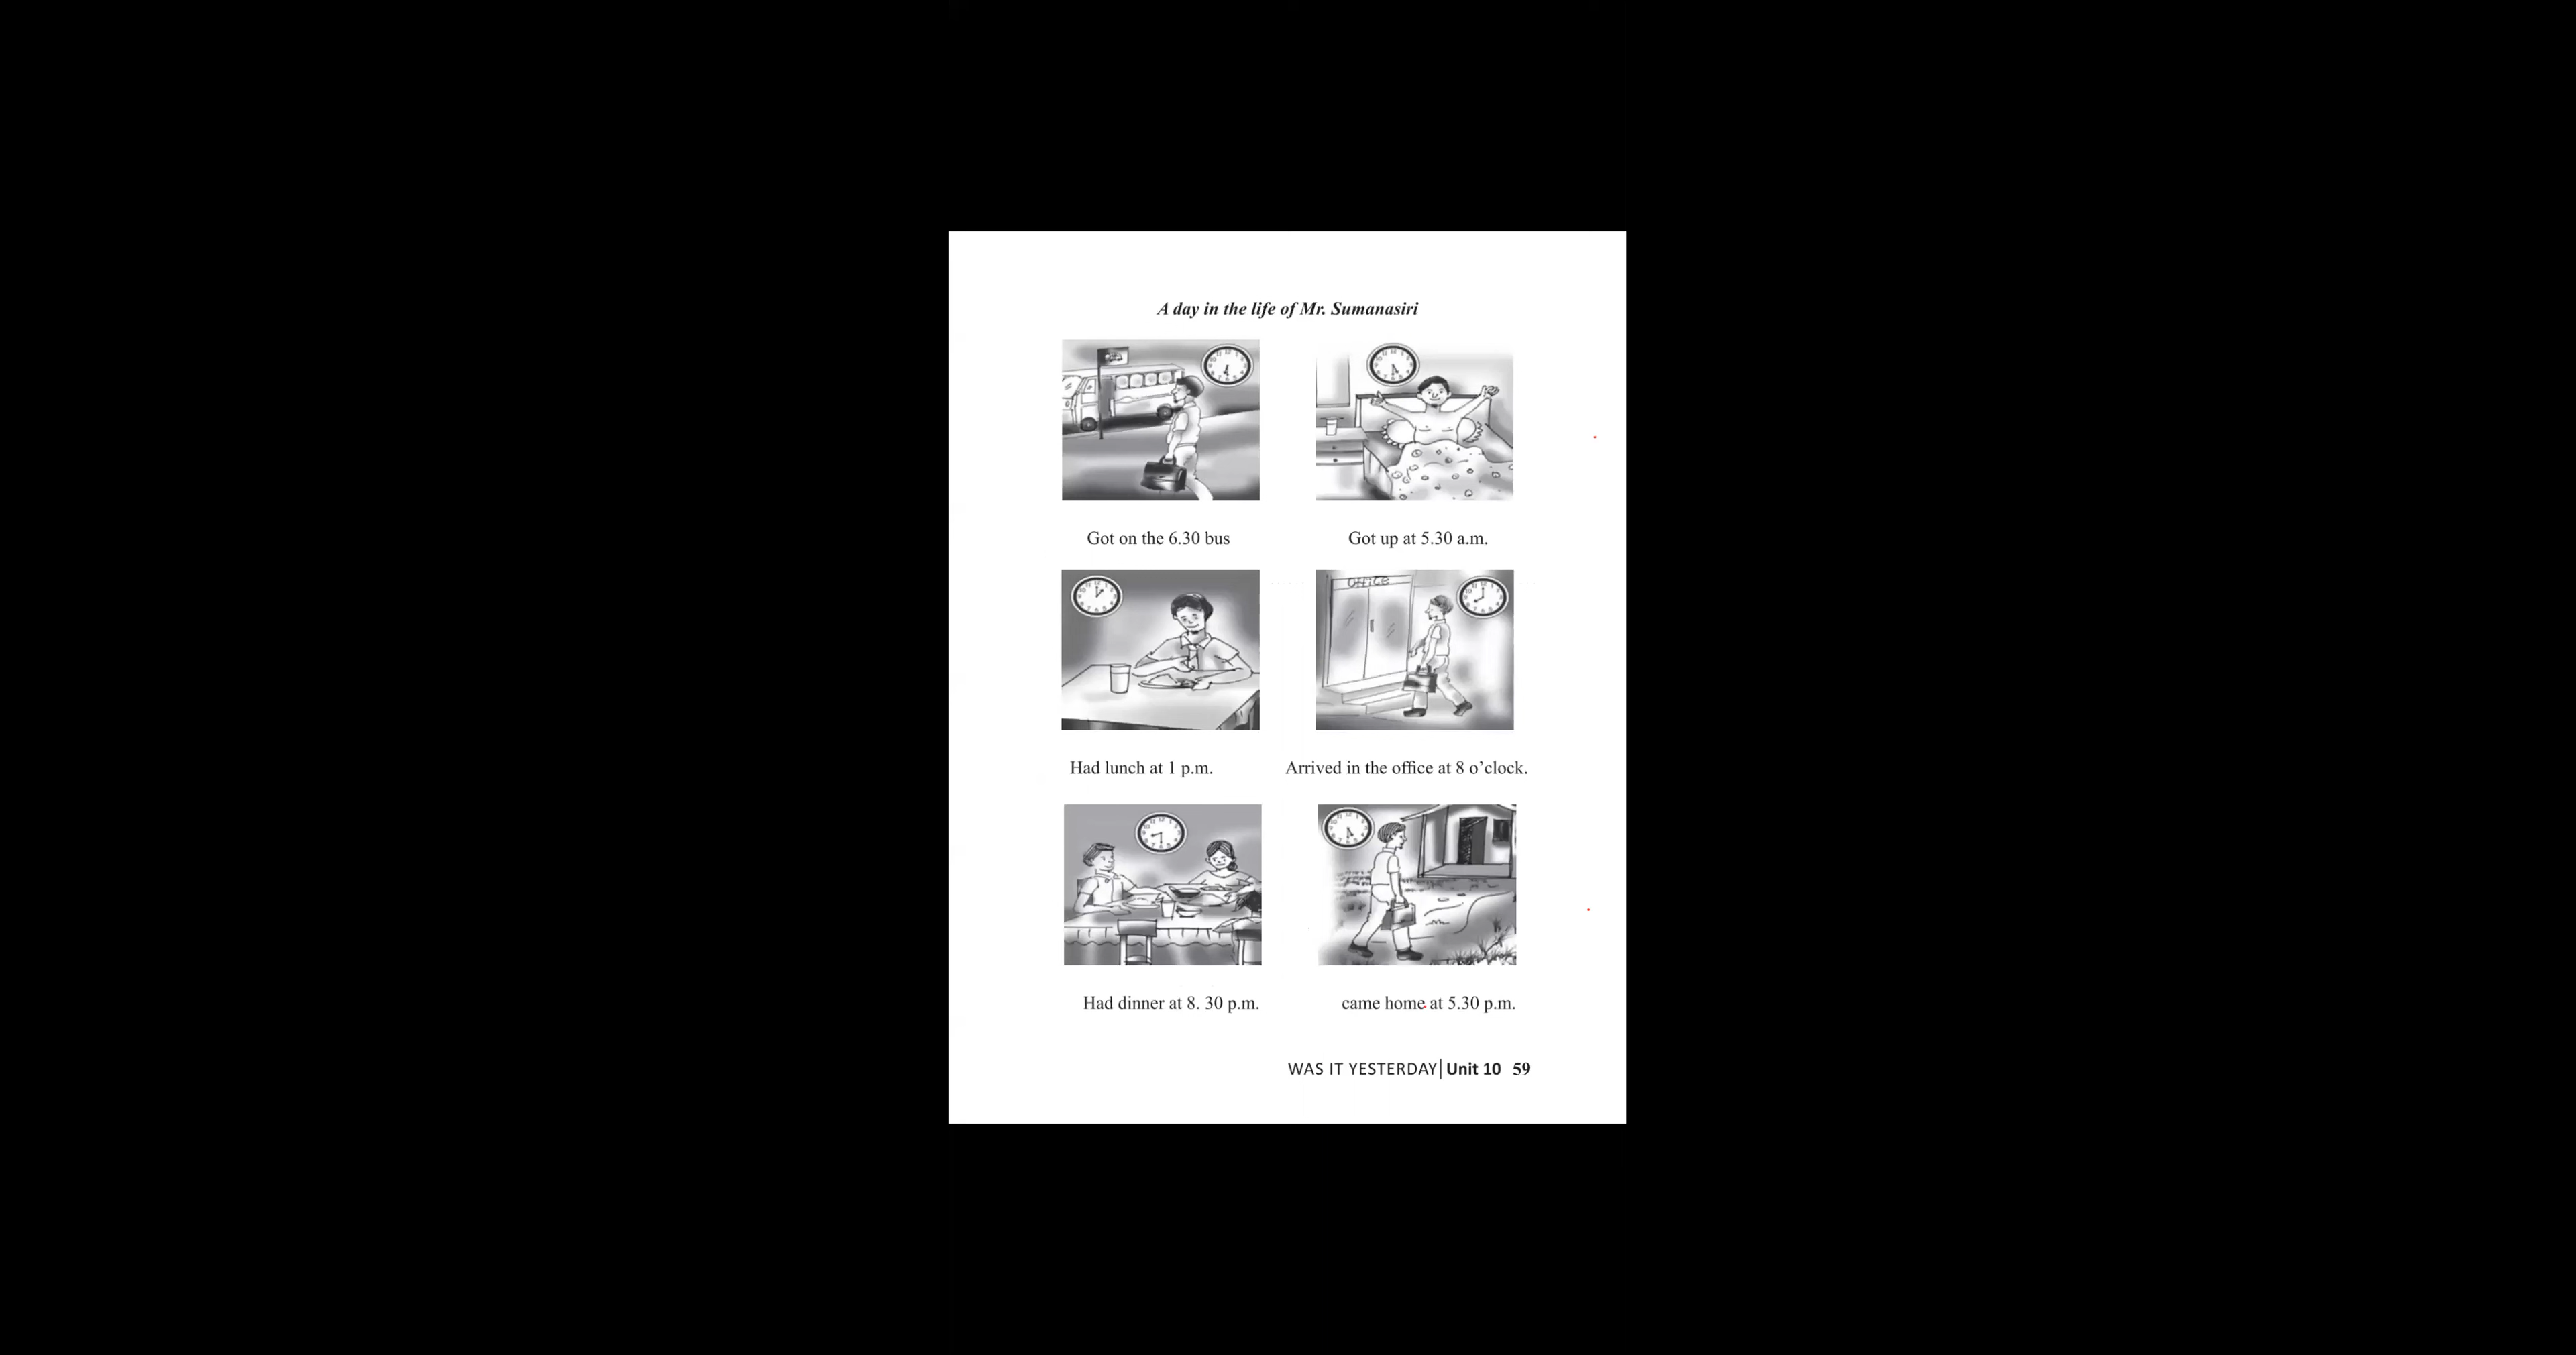 A day in the life of Mr. Sumanasiri
Got on the 6.30 bus
Got up at 5.30 a.m.
OFFICE
Had lunch at 1 p.m.
Arrived in the office at 8 o’clock.
Had dinner at 8. 30 p.m.
came home at 5.30 p.m.
WAS IT YESTERDAY| Unit 10 59